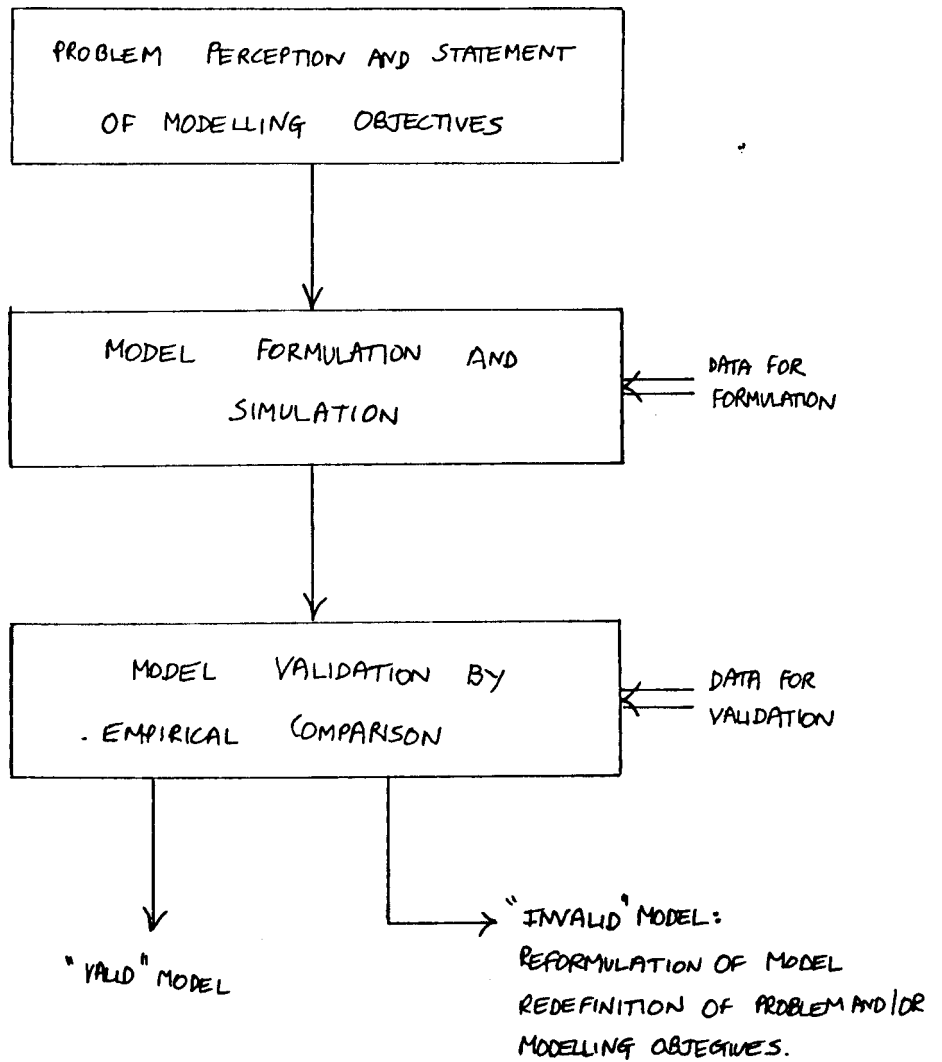 PROBLEM PERCEPTION AND STATEMENT
OF MODELLING OBJECTIVES
MODEL FORMULATION AND
SIMULATION
DATA FOR
FORMULATION
MODEL VALIDATION BY
EMPIRICAL COMPARISON
DATA FOR
VALIDATION
"VALID" MODEL
"INVALID" MODEL:
REFORMULATION OF MODEL
REDEFINITION OF PROBLEM AND/OR
MODELLING OBJECTIVES.